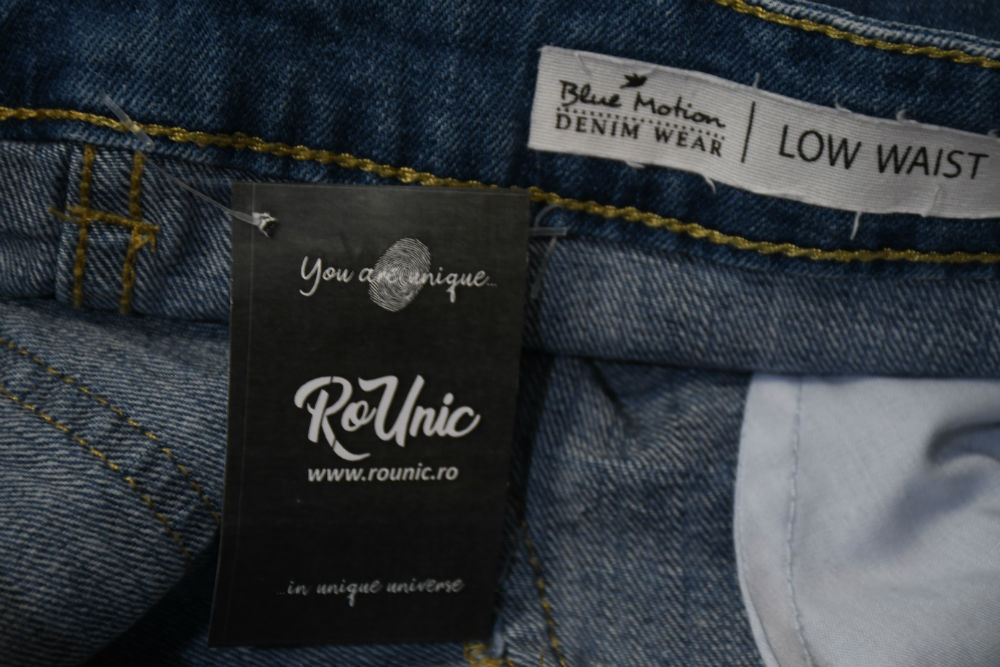 Blue Motion
DENIM WEAR
LOW WAIST
You are unique...
RoUnic
www.rounic.ro
...in unique universe